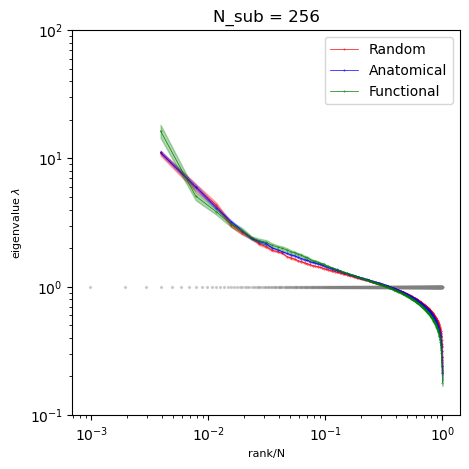 N_sub = 256
Random
Anatomical
Functional
eigenvalue λ
10²
10¹
10⁰
10⁻¹
10⁻³
10⁻²
10⁻¹
10⁰
rank/N